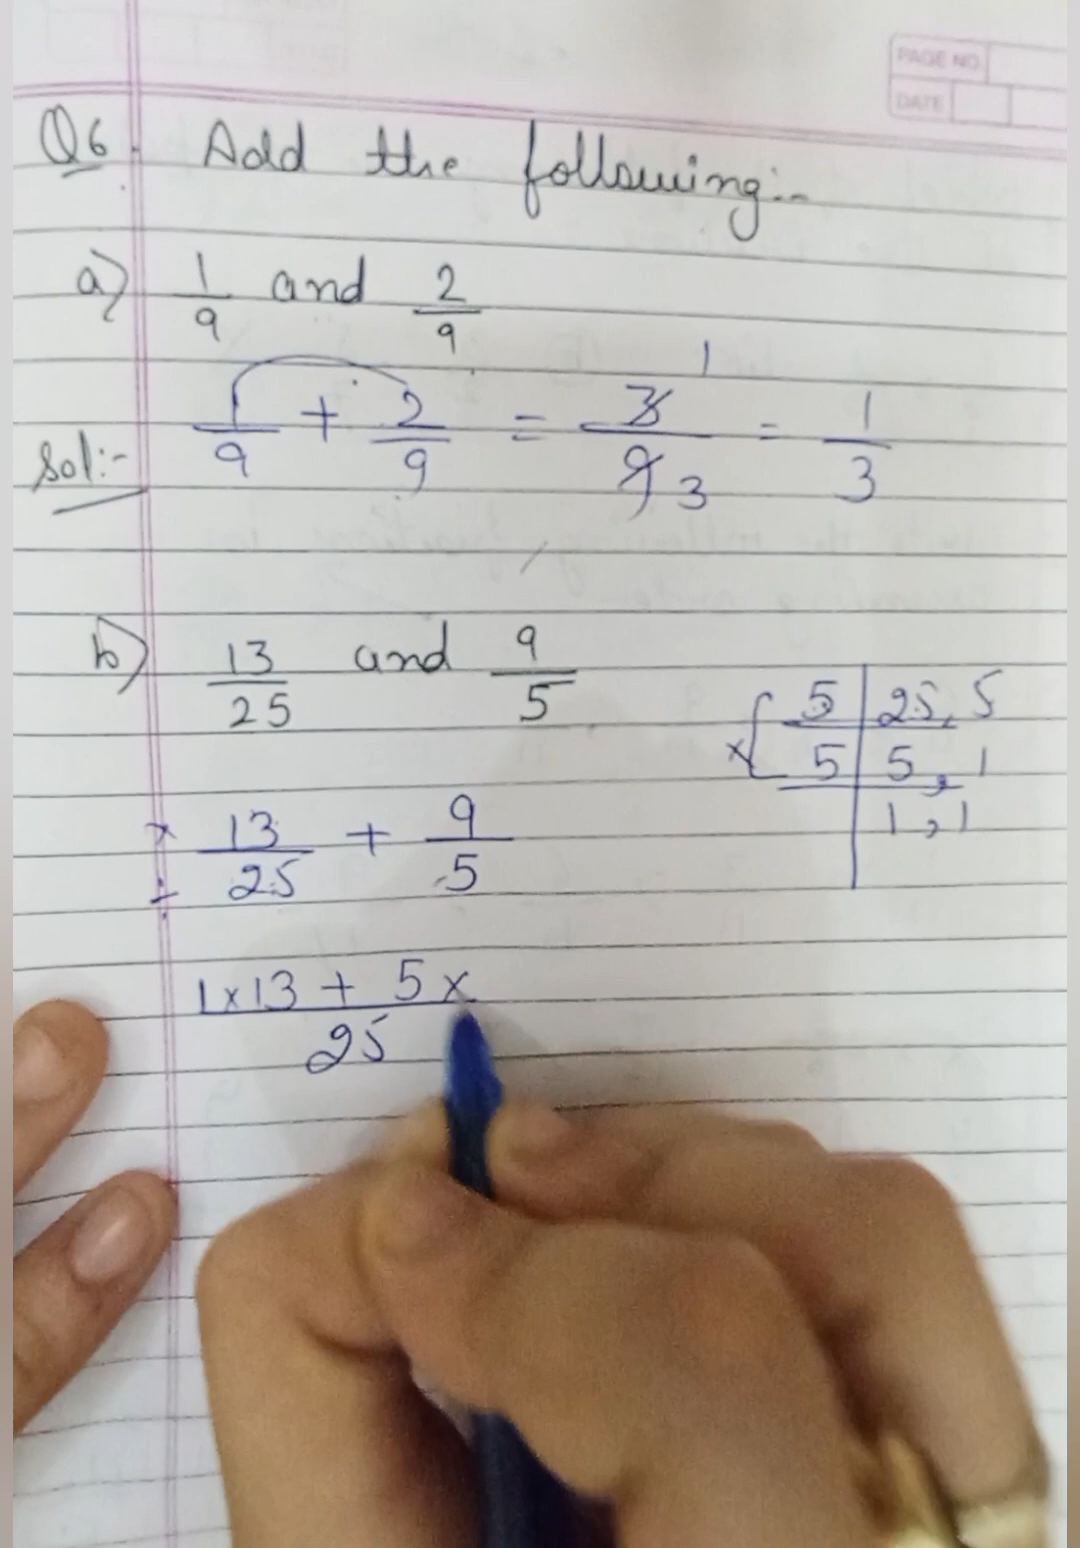 PAGE NO.
DATE
Q6 Add the following:-
a) 1/9 and 2/9
Sol:- 1/9 + 2/9 = 3/9 1 3 = 1/3
b) 13/25 and 9/5
5 | 25, 5
× 5 | 5, 1
1, 1
× 13/25 + 9/5
÷
1×13 + 5×
25